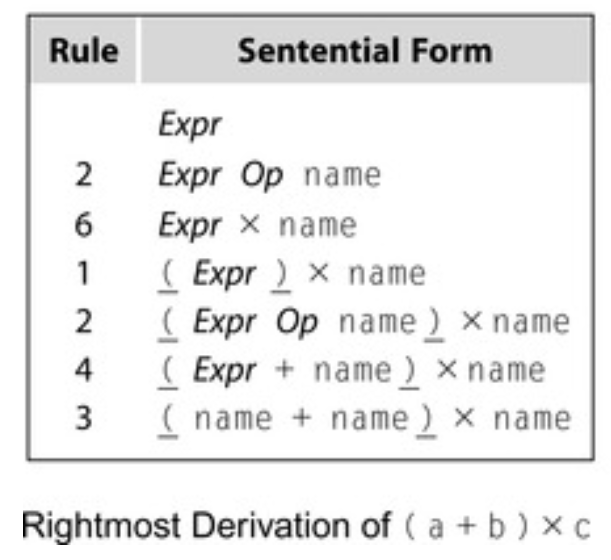 Rule Sentential Form
Expr
2 Expr Op name
6 Expr × name
1 ( Expr ) × name
2 ( Expr Op name ) × name
4 ( Expr + name ) × name
3 ( name + name ) × name
Rightmost Derivation of ( a + b ) × c